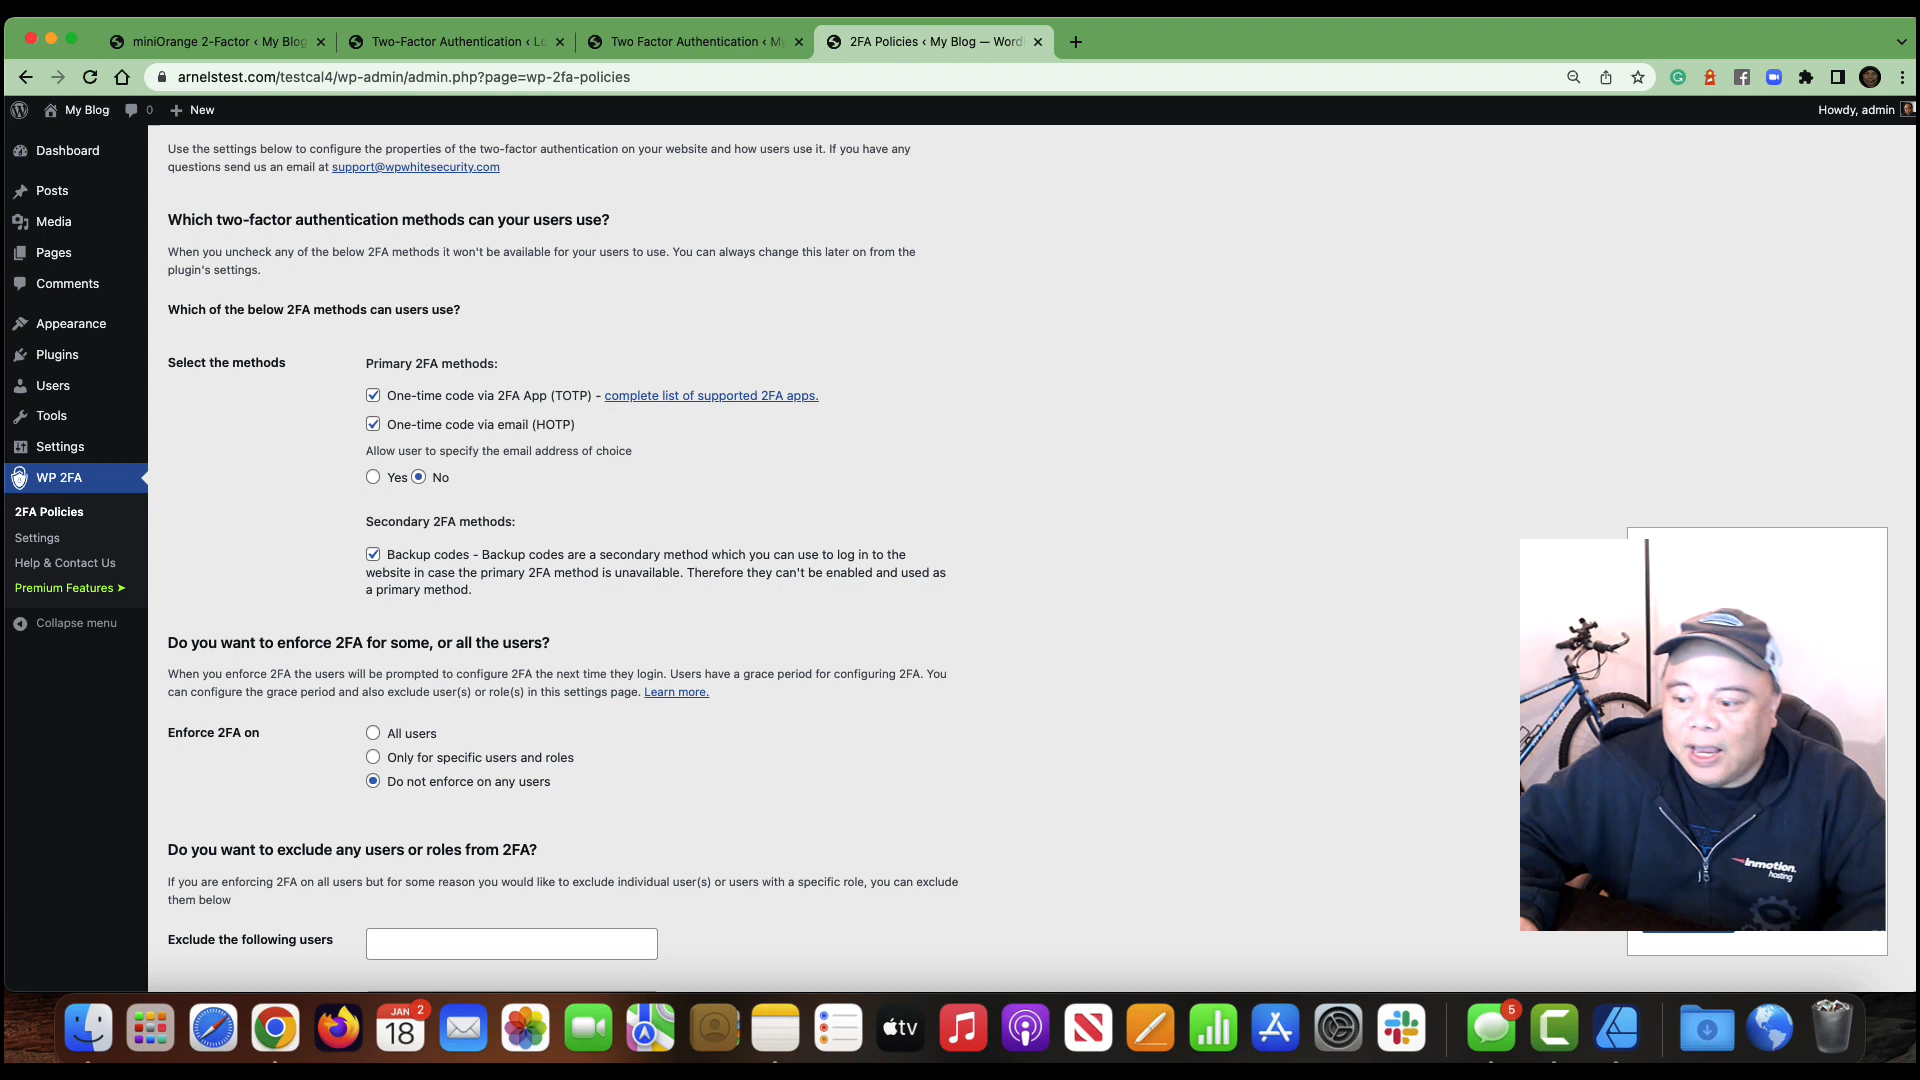 miniOrange 2-Factor ‹ My Blog
Two-Factor Authentication ‹ Lo
Two Factor Authentication ‹ My
2FA Policies ‹ My Blog — Word
arnelstest.com/testcal4/wp-admin/admin.php?page=wp-2fa-policies
My Blog
0
New
Howdy, admin
Dashboard
Posts
Media
Pages
Comments
Appearance
Plugins
Users
Tools
Settings
WP 2FA
2FA Policies
Settings
Help & Contact Us
Premium Features ➤
Collapse menu
Use the settings below to configure the properties of the two-factor authentication on your website and how users use it. If you have any
questions send us an email at support@wpwhitesecurity.com
Which two-factor authentication methods can your users use?
When you uncheck any of the below 2FA methods it won't be available for your users to use. You can always change this later on from the
plugin's settings.
Which of the below 2FA methods can users use?
Select the methods
Primary 2FA methods:
One-time code via 2FA App (TOTP) - complete list of supported 2FA apps.
One-time code via email (HOTP)
Allow user to specify the email address of choice
Yes No
Secondary 2FA methods:
Backup codes - Backup codes are a secondary method which you can use to log in to the
website in case the primary 2FA method is unavailable. Therefore they can't be enabled and used as
a primary method.
Do you want to enforce 2FA for some, or all the users?
When you enforce 2FA the users will be prompted to configure 2FA the next time they login. Users have a grace period for configuring 2FA. You
can configure the grace period and also exclude user(s) or role(s) in this settings page. Learn more.
Enforce 2FA on
All users
Only for specific users and roles
Do not enforce on any users
Do you want to exclude any users or roles from 2FA?
If you are enforcing 2FA on all users but for some reason you would like to exclude individual user(s) or users with a specific role, you can exclude
them below
Exclude the following users
inmotion
hosting
JAN
18
2
tv
5